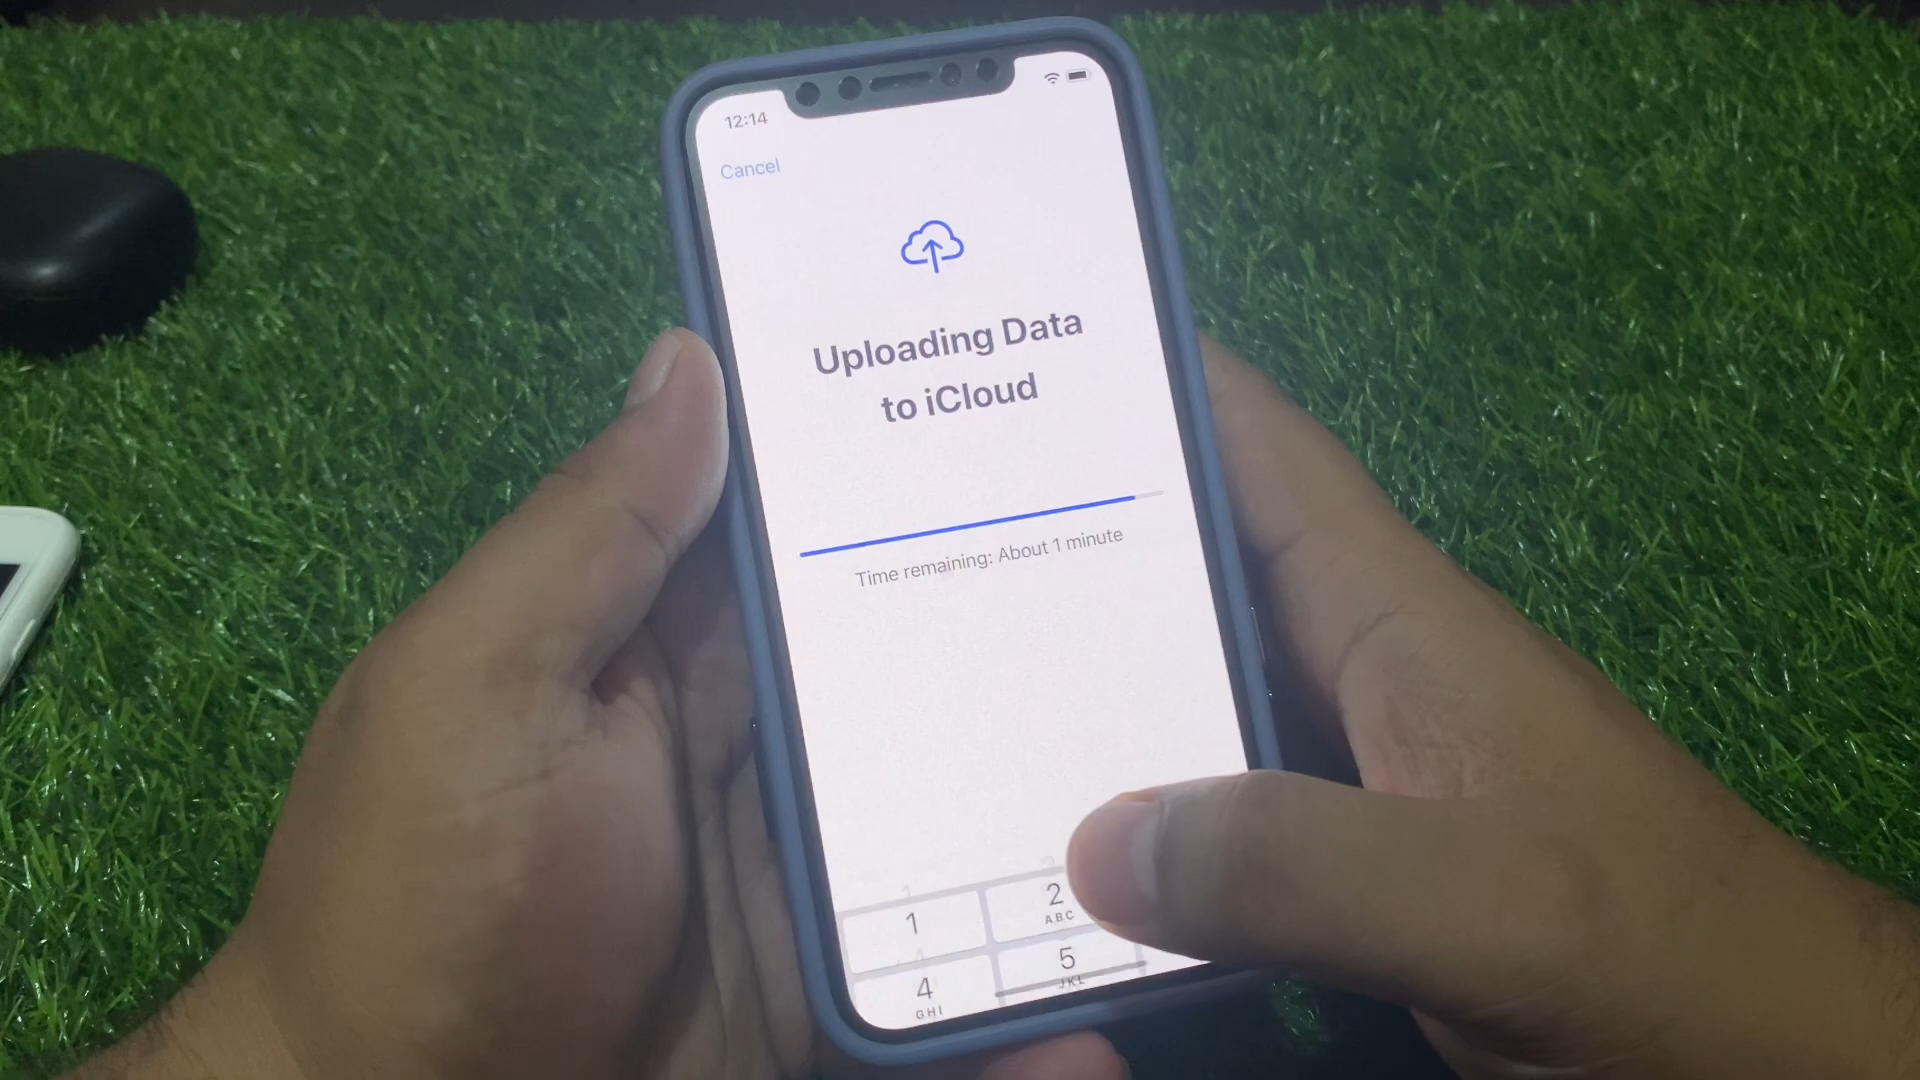 12:14
Cancel
Uploading Data
to iCloud
Time remaining: About 1 minute
1
2
ABC
4
GHI
5
JKL